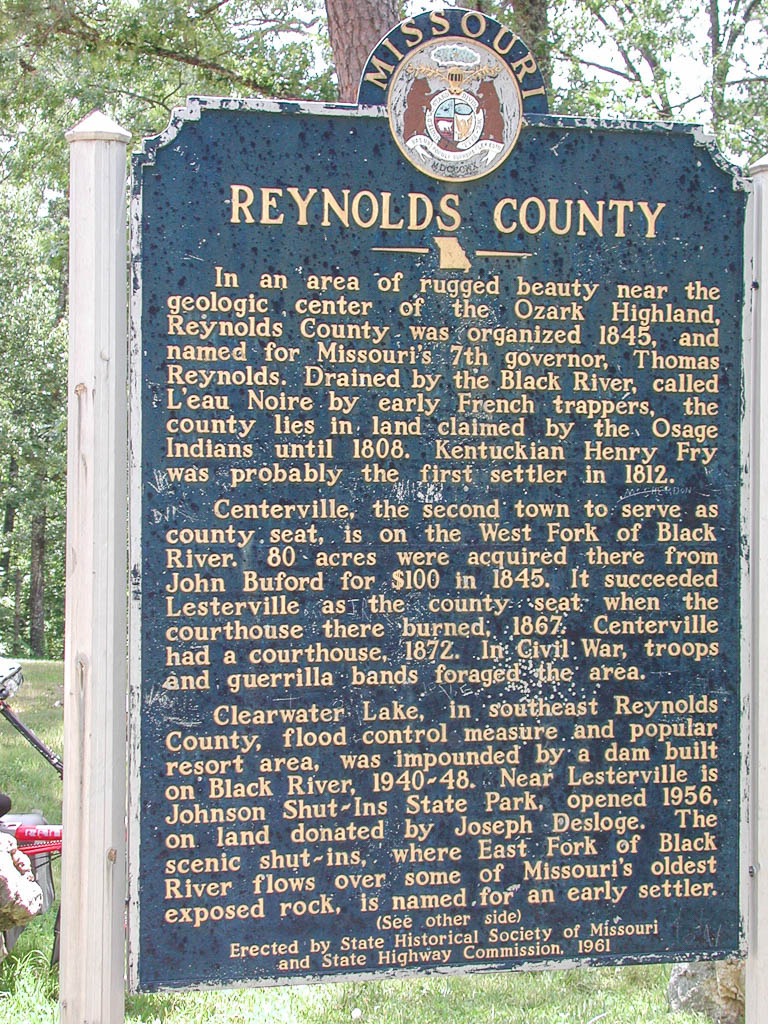 MISSOURI
MDCCCXX
REYNOLDS COUNTY
In an area of rugged beauty near the
geologic center of the Ozark Highland,
Reynolds County was organized 1845, and
named for Missouri's 7th governor, Thomas
Reynolds. Drained by the Black River, called
L'eau Noire by early French trappers, the
county lies in land claimed by the Osage
Indians until 1808. Kentuckian Henry Fry
was probably the first settler in 1812.
Centerville, the second town to serve as
county seat, is on the West Fork of Black
River. 80 acres were acquired there from
John Buford for $100 in 1845. It succeeded
Lesterville as the county seat when the
courthouse there burned, 1867. Centerville
had a courthouse, 1872. In Civil War, troops
and guerrilla bands foraged the area.
Clearwater Lake, in southeast Reynolds
County, flood control measure and popular
resort area, was impounded by a dam built
on Black River, 1940-48. Near Lesterville is
Johnson Shut-Ins State Park, opened 1956,
on land donated by Joseph Desloge. The
scenic shut-ins, where East Fork of Black
River flows over some of Missouri's oldest
exposed rock, is named for an early settler.
(See other side)
Erected by State Historical Society of Missouri
and State Highway Commission, 1961